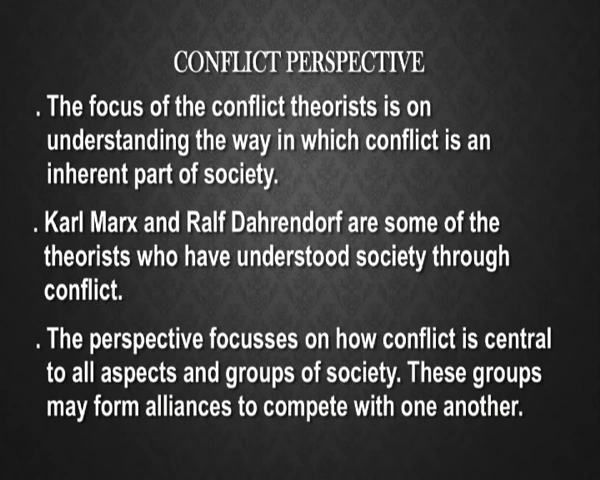 CONFLICT PERSPECTIVE
. The focus of the conflict theorists is on
understanding the way in which conflict is an
inherent part of society.
. Karl Marx and Ralf Dahrendorf are some of the
theorists who have understood society through
conflict.
. The perspective focusses on how conflict is central
to all aspects and groups of society. These groups
may form alliances to compete with one another.